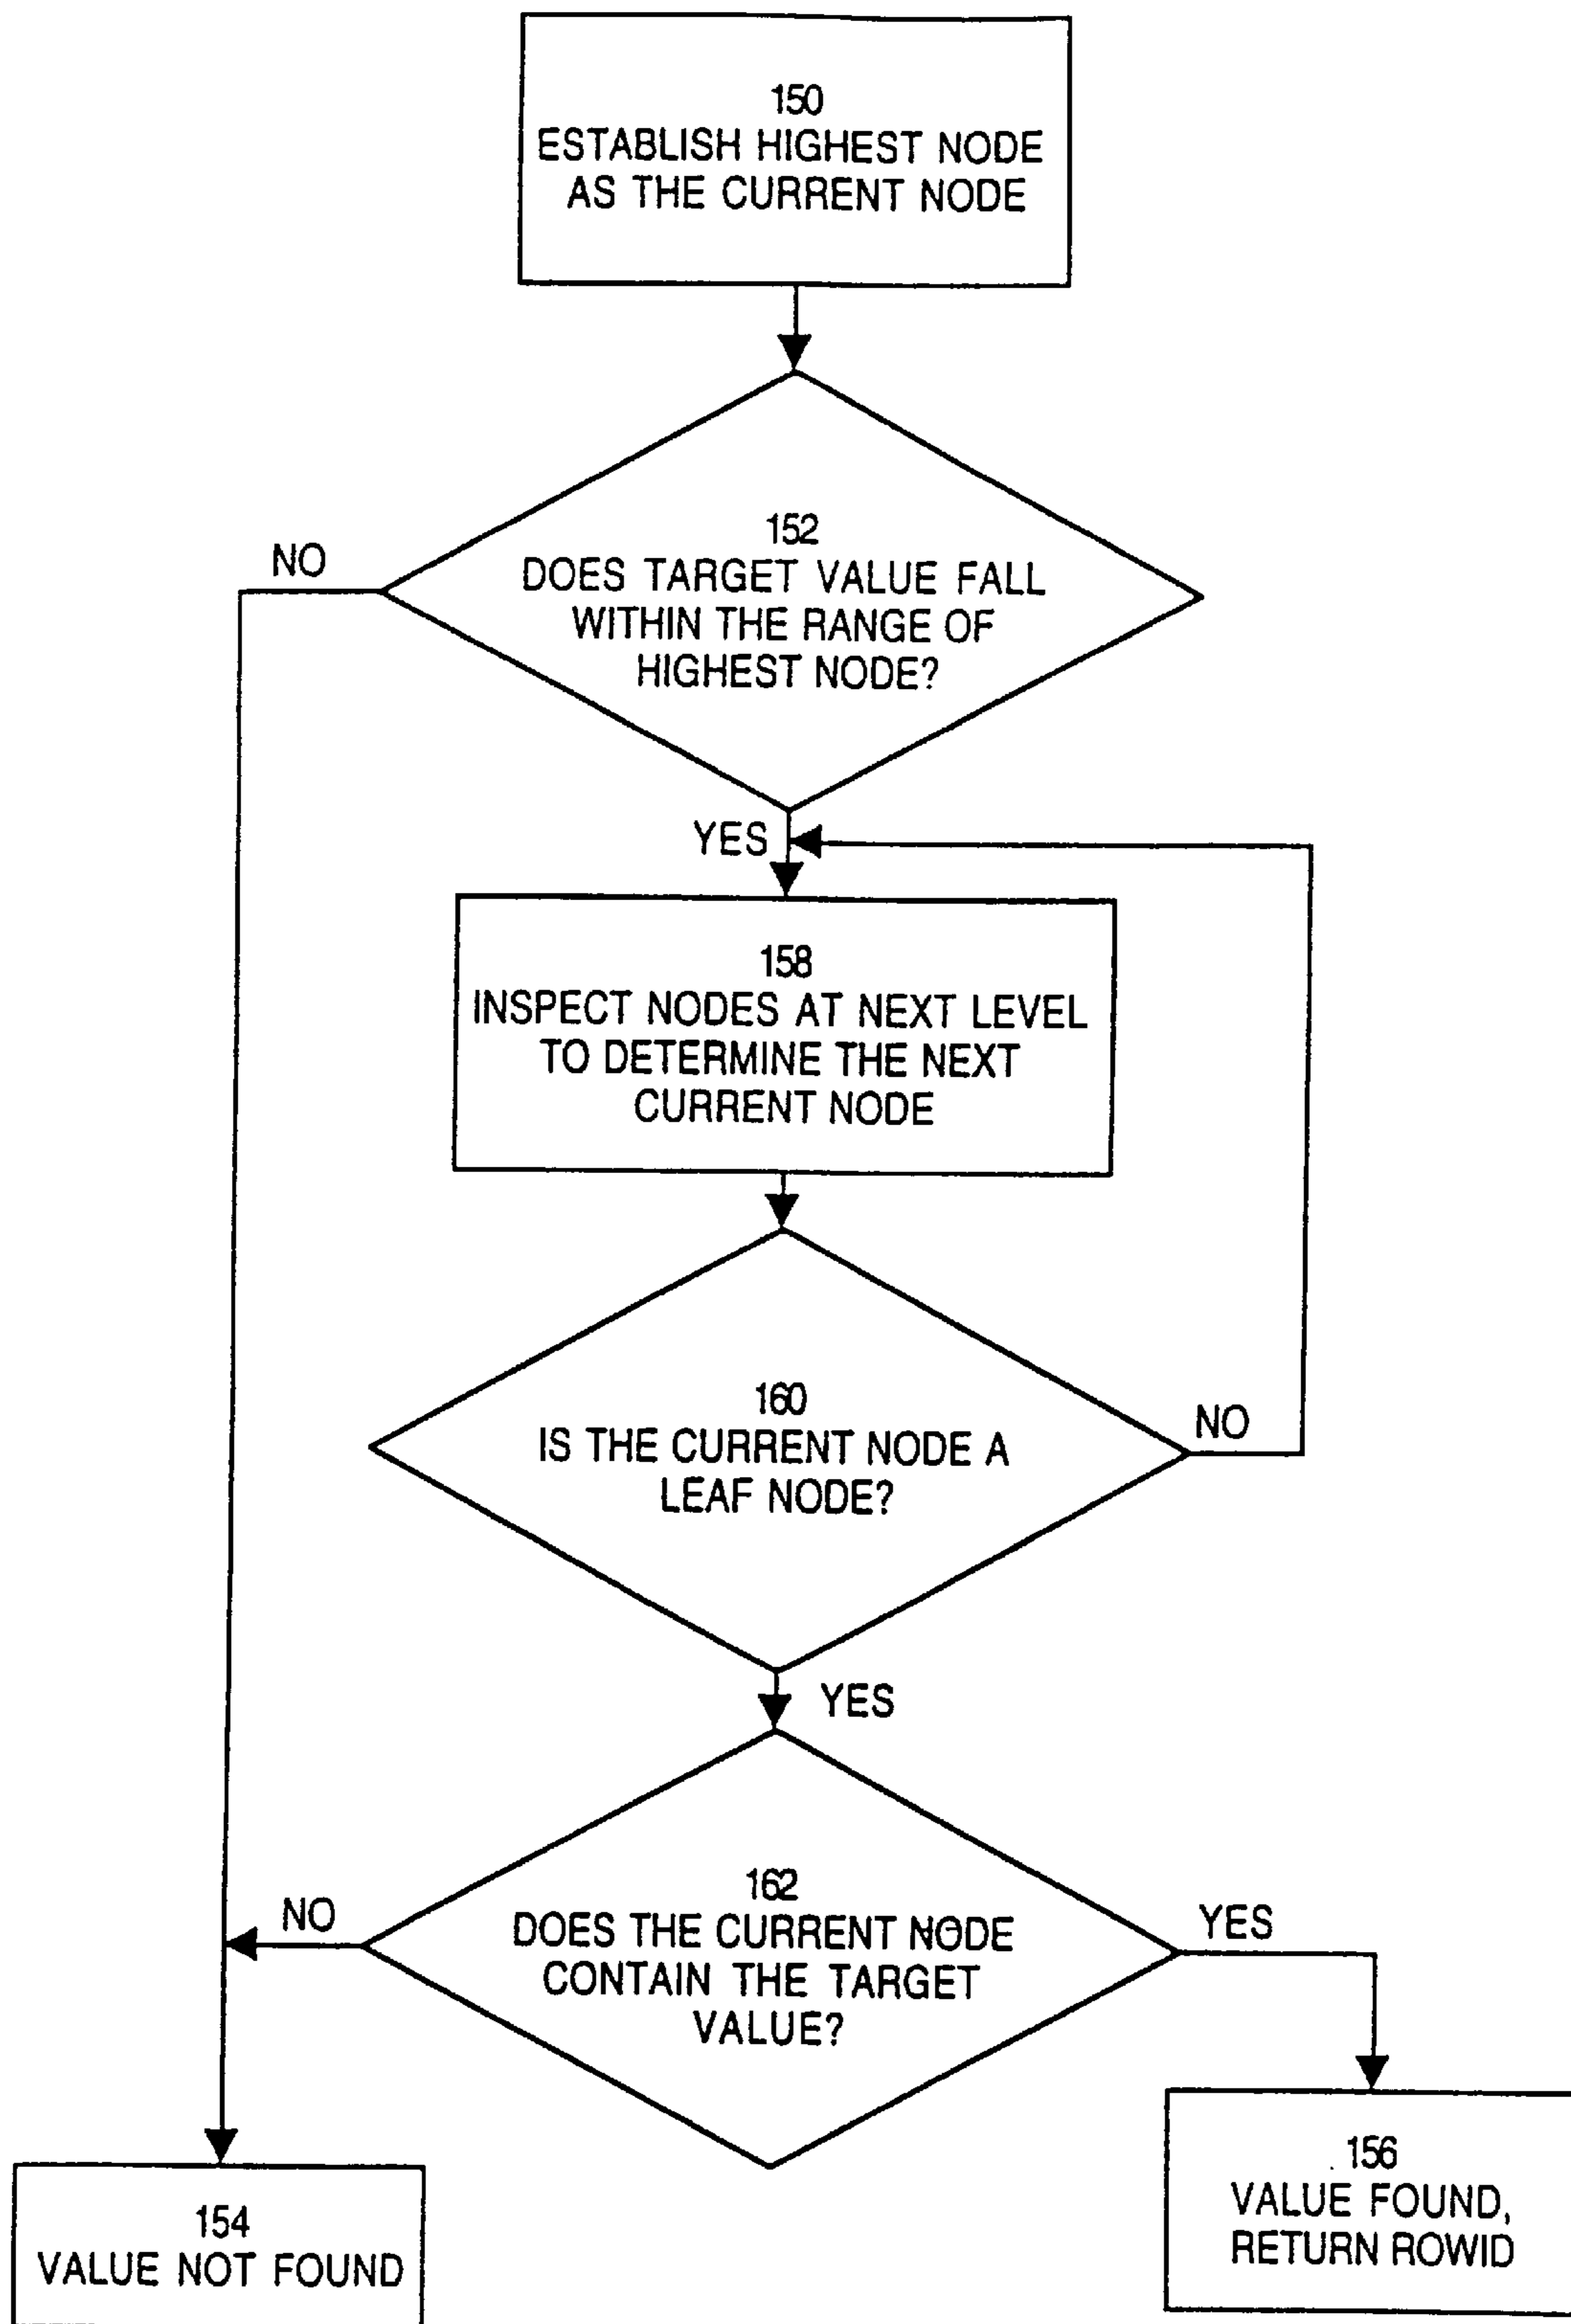 150
ESTABLISH HIGHEST NODE
AS THE CURRENT NODE
152
DOES TARGET VALUE FALL
WITHIN THE RANGE OF
HIGHEST NODE?
NO
YES
158
INSPECT NODES AT NEXT LEVEL
TO DETERMINE THE NEXT
CURRENT NODE
160
IS THE CURRENT NODE A
LEAF NODE?
NO
YES
162
DOES THE CURRENT NODE
CONTAIN THE TARGET
VALUE?
NO
YES
154
VALUE NOT FOUND
156
VALUE FOUND,
RETURN ROWID